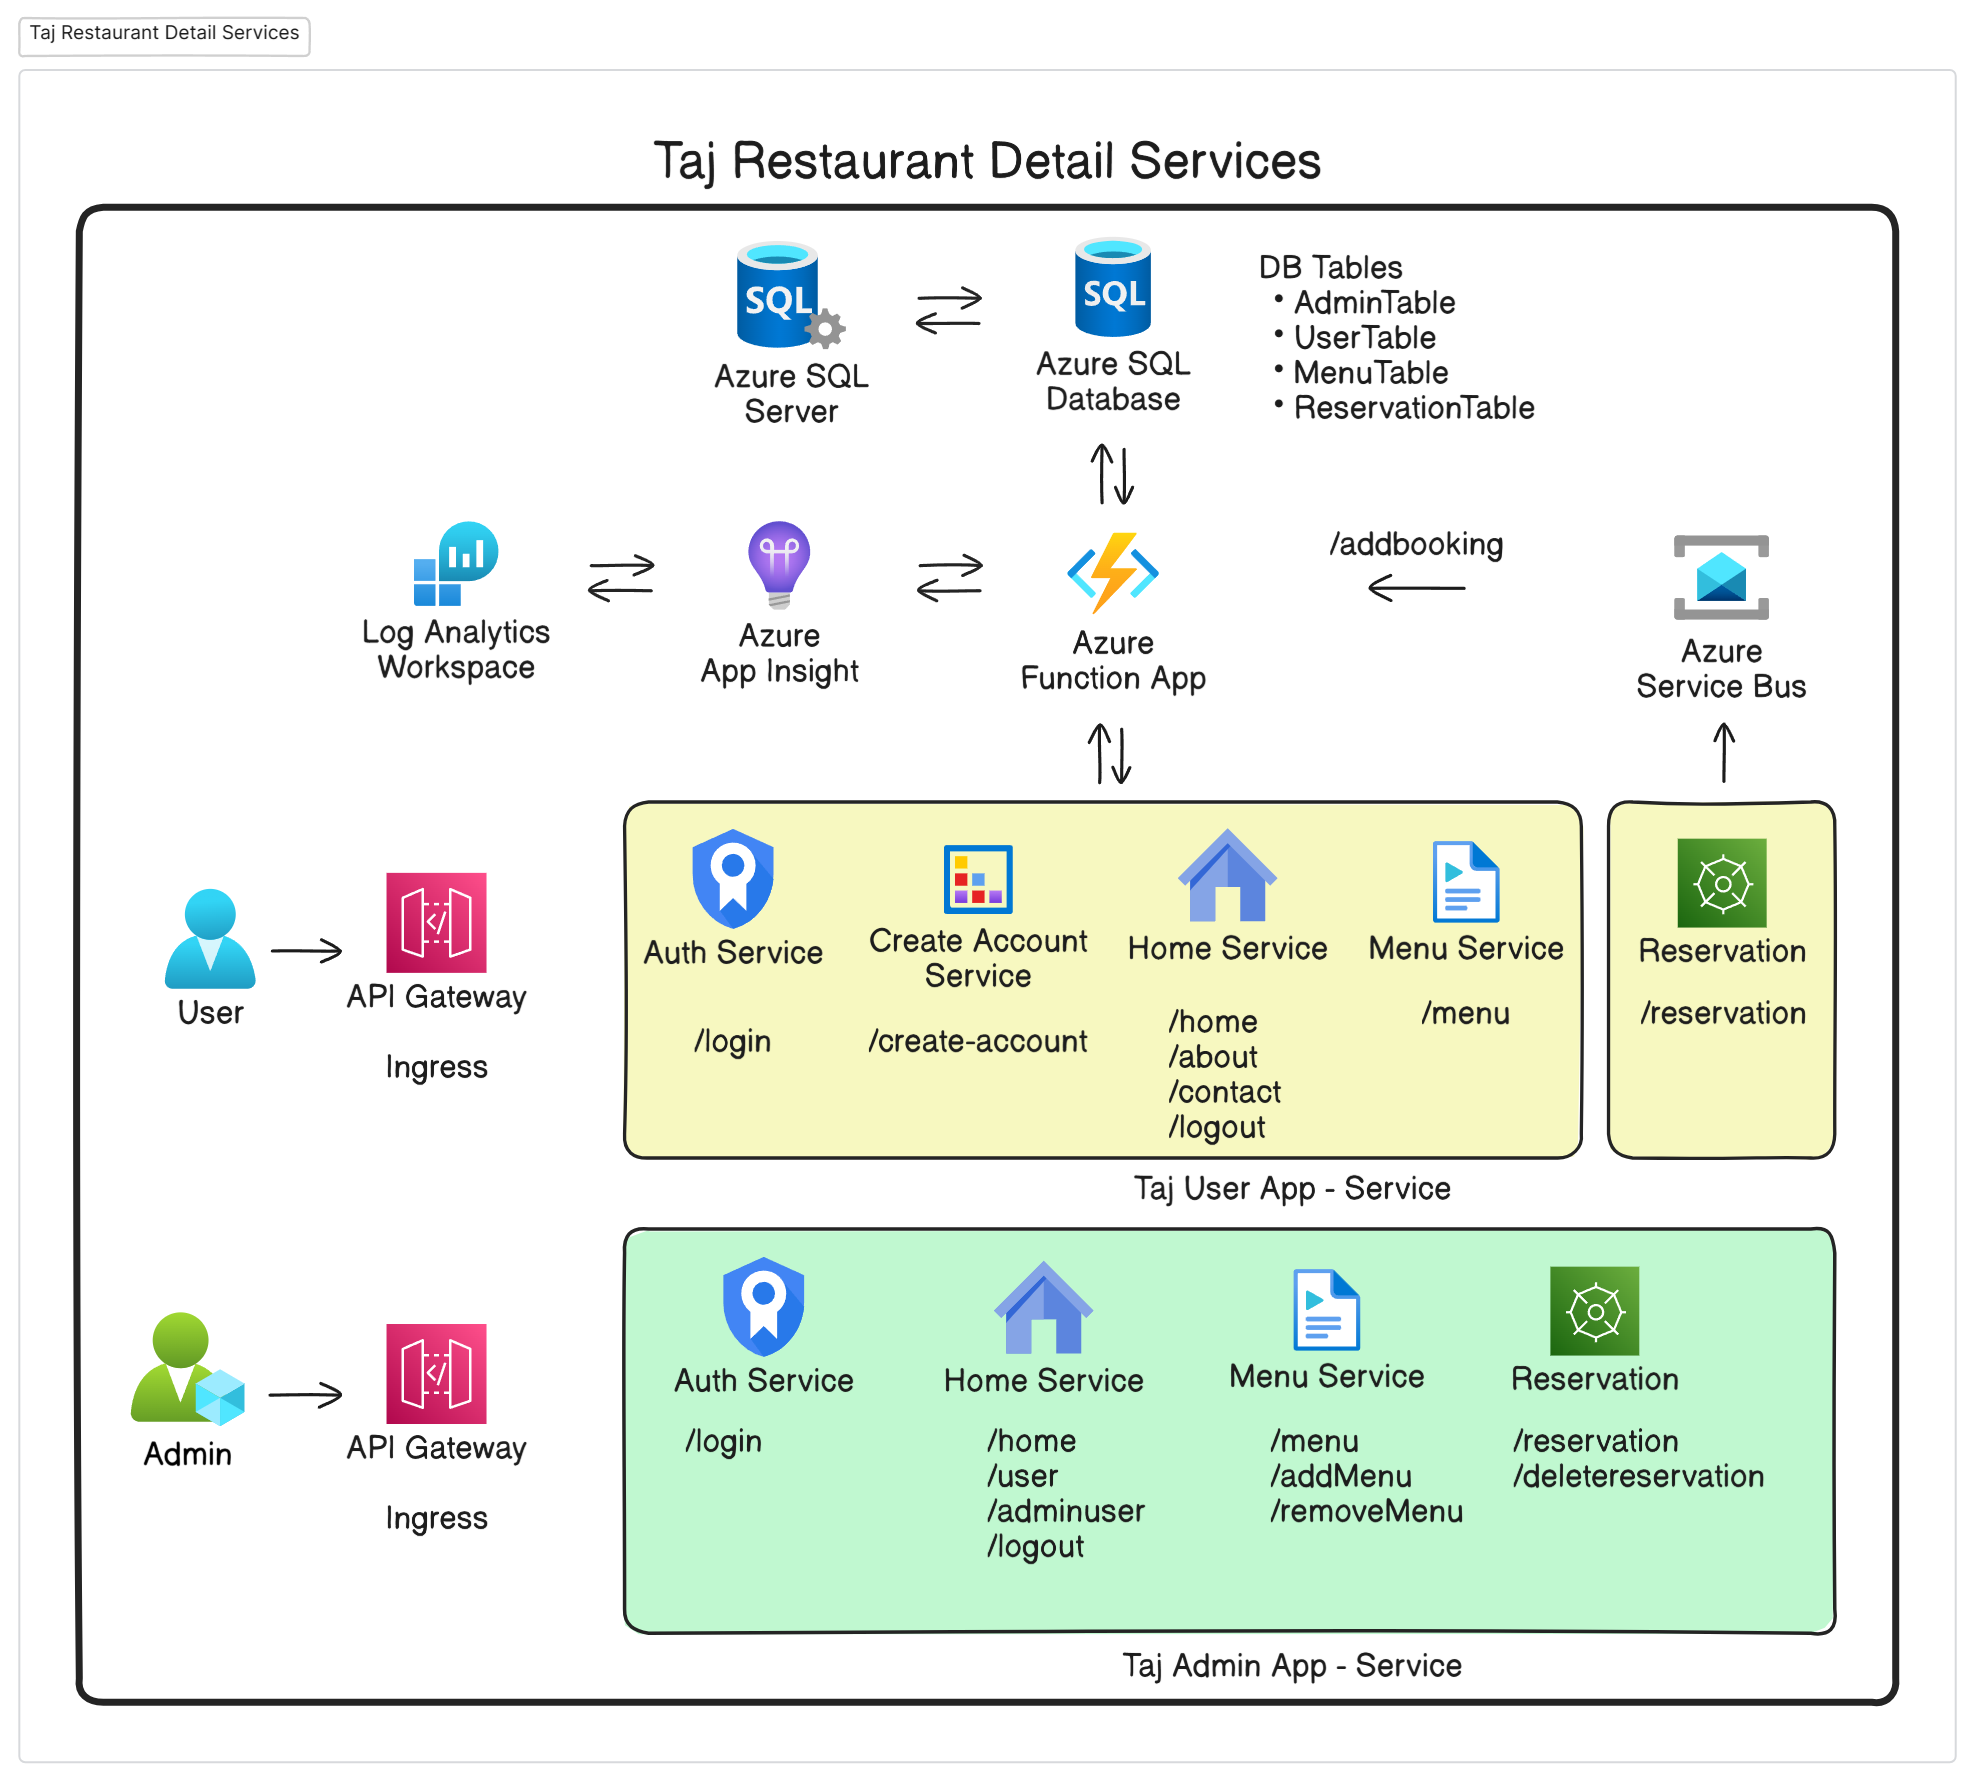 Taj Restaurant Detail Services
Taj Restaurant Detail Services
SQL
Azure SQL
Server
SQL
Azure SQL
Database
DB Tables
• AdminTable
• UserTable
• MenuTable
• ReservationTable
Log Analytics
Workspace
Azure
App Insight
Azure
Function App
/addbooking
Azure
Service Bus
User
API Gateway
Ingress
Auth Service
/login
Create Account
Service
/create-account
Home Service
/home
/about
/contact
/logout
Menu Service
/menu
Reservation
/reservation
Taj User App - Service
Admin
API Gateway
Ingress
Auth Service
/login
Home Service
/home
/user
/adminuser
/logout
Menu Service
/menu
/addMenu
/removeMenu
Reservation
/reservation
/deletereservation
Taj Admin App - Service